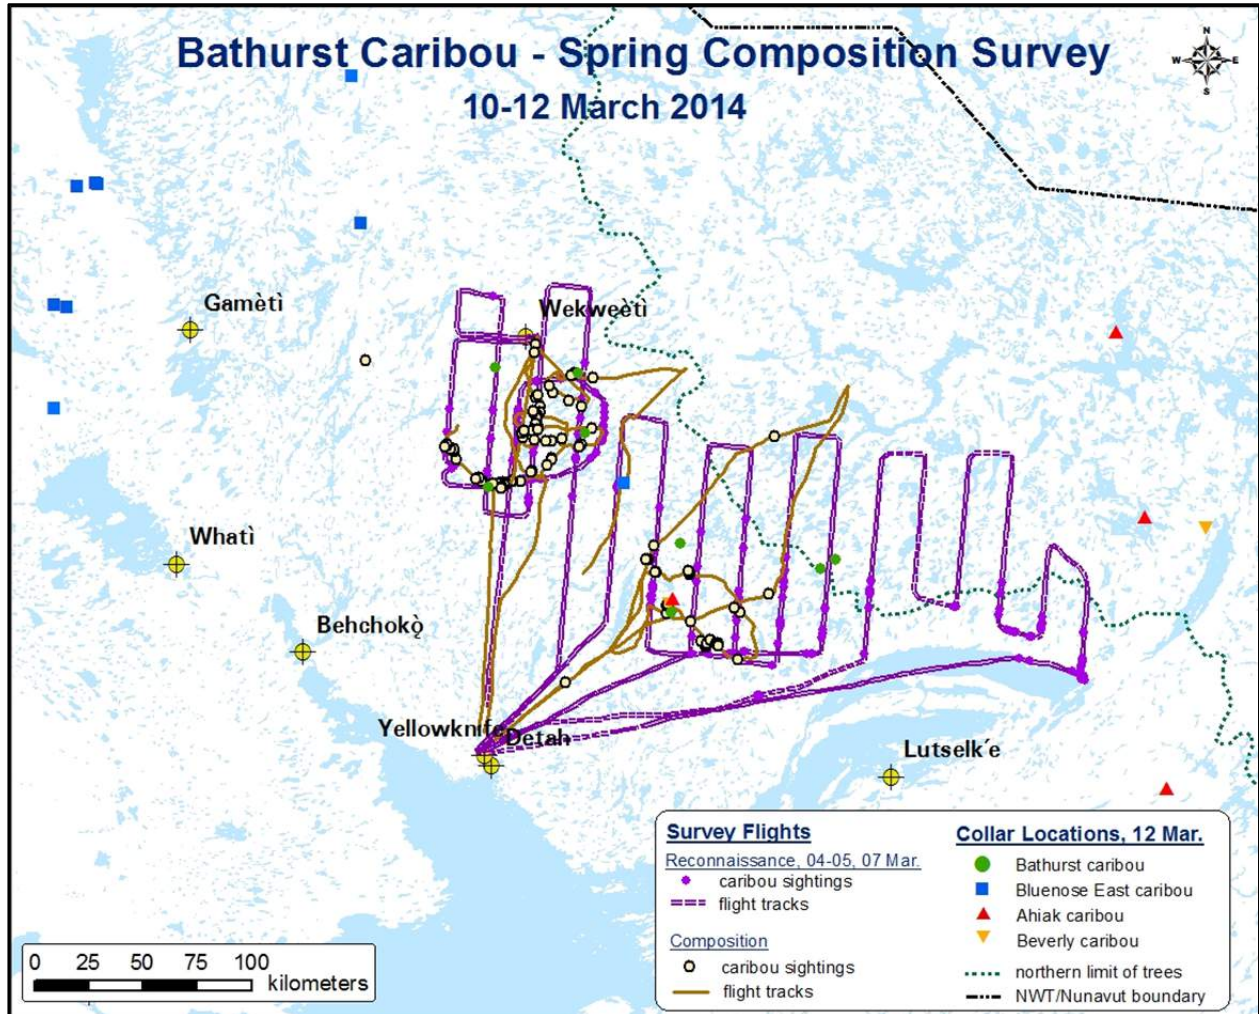 Bathurst Caribou - Spring Composition Survey
10-12 March 2014
N
W E
S
Gamètì
Wekweètì
Whatì
Behchokǫ̀
Yellowknife
Detah
Lutselk´e
Survey Flights
Reconnaissance, 04-05, 07 Mar.
caribou sightings
flight tracks
Composition
caribou sightings
flight tracks
Collar Locations, 12 Mar.
Bathurst caribou
Bluenose East caribou
Ahiak caribou
Beverly caribou
northern limit of trees
NWT/Nunavut boundary
0 25 50 75 100
kilometers